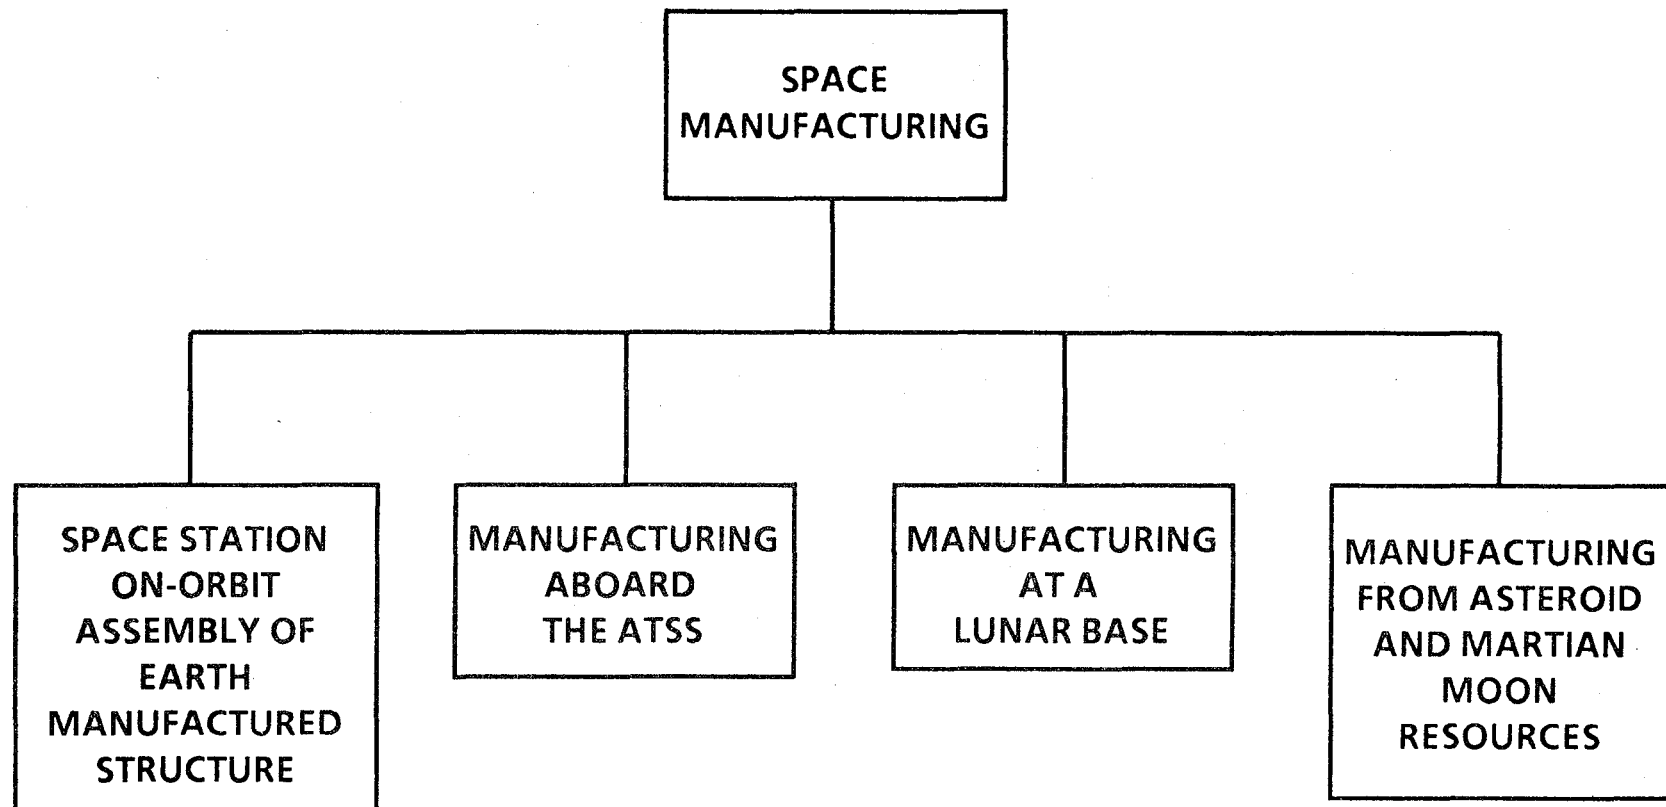 SPACE
MANUFACTURING
SPACE STATION
ON-ORBIT
ASSEMBLY OF
EARTH
MANUFACTURED
STRUCTURE
MANUFACTURING
ABOARD
THE ATSS
MANUFACTURING
AT A
LUNAR BASE
MANUFACTURING
FROM ASTEROID
AND MARTIAN
MOON
RESOURCES